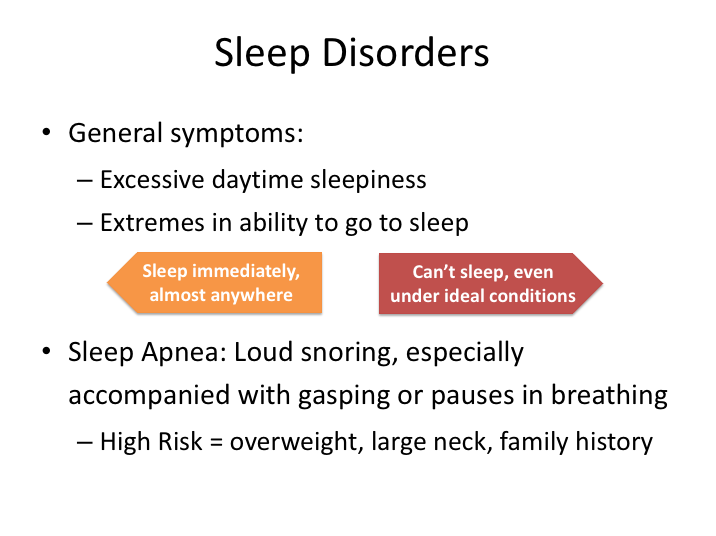 Sleep Disorders
• General symptoms:
– Excessive daytime sleepiness
– Extremes in ability to go to sleep
Sleep immediately,
almost anywhere
Can’t sleep, even
under ideal conditions
• Sleep Apnea: Loud snoring, especially
accompanied with gasping or pauses in breathing
– High Risk = overweight, large neck, family history